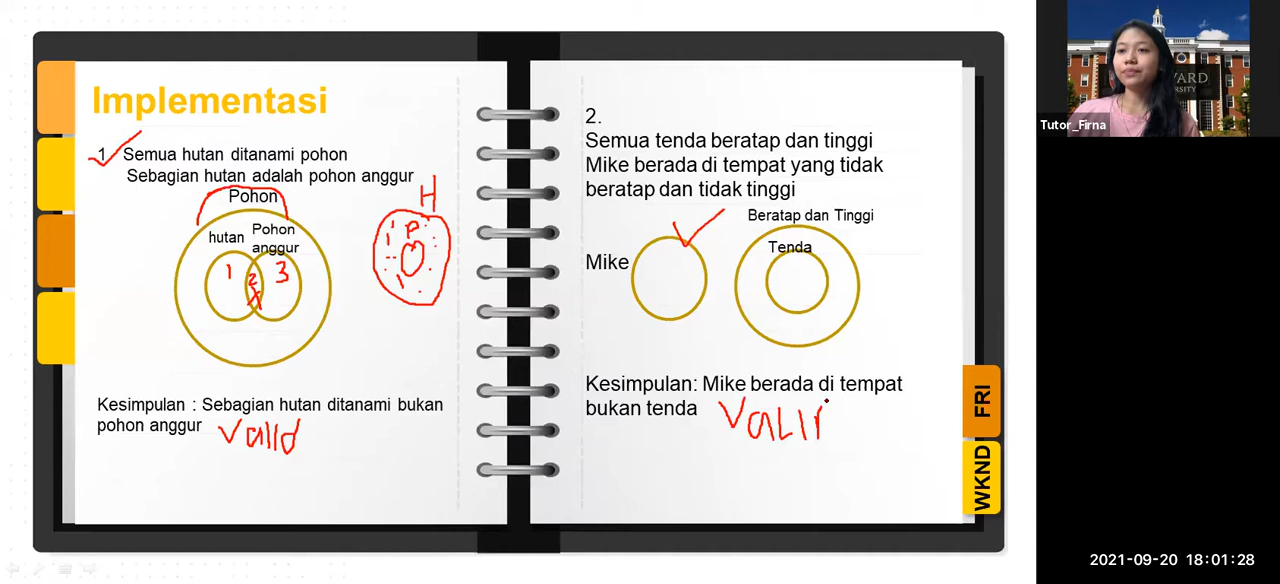 Implementasi
1. Semua hutan ditanami pohon
Sebagian hutan adalah pohon anggur
Pohon
hutan
Pohon
anggur
1
2
3
H
P
Kesimpulan : Sebagian hutan ditanami bukan
pohon anggur
valid
2.
Semua tenda beratap dan tinggi
Mike berada di tempat yang tidak
beratap dan tidak tinggi
Beratap dan Tinggi
Tenda
Mike
Kesimpulan: Mike berada di tempat
bukan tenda
FRI
WKND
Tutor_Firna
2021-09-20 18:01:28